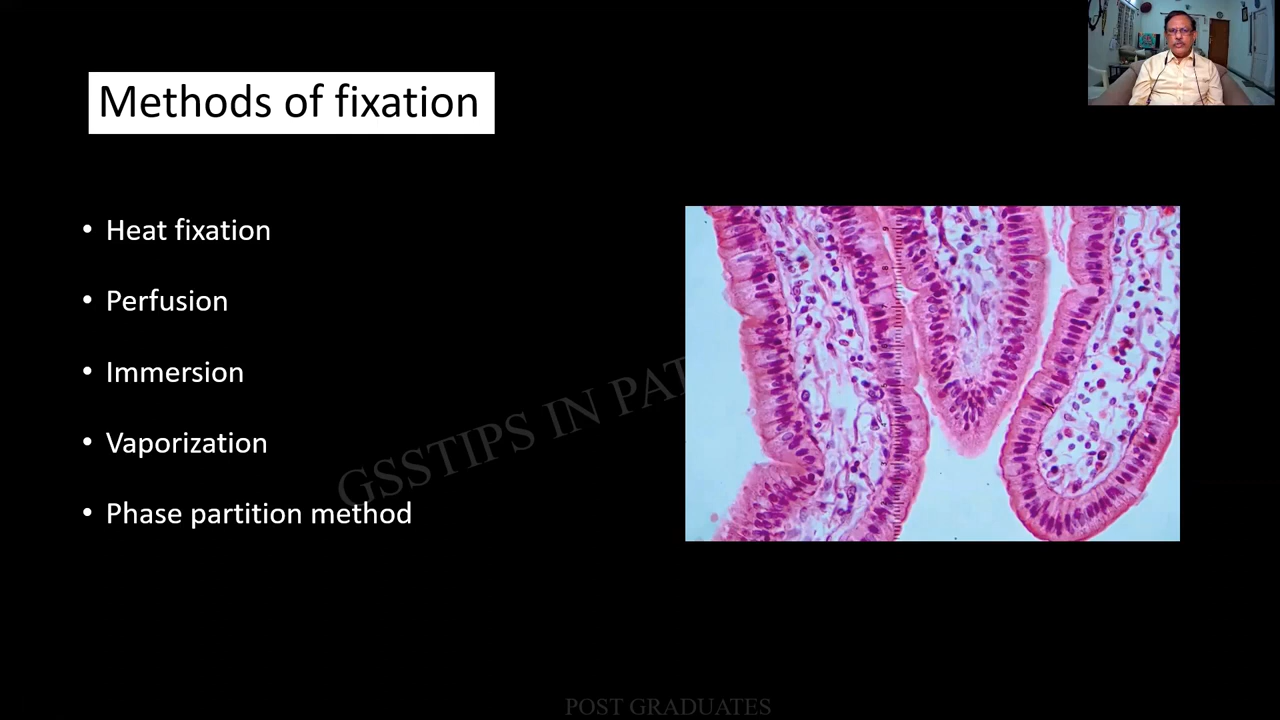 Methods of fixation
• Heat fixation
• Perfusion
• Immersion
• Vaporization
• Phase partition method
GSSTIPS IN PAT
POST GRADUATES